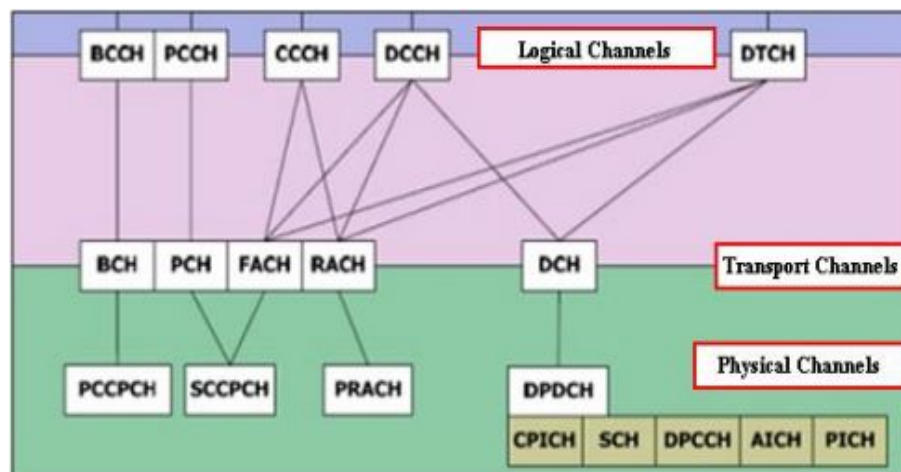 BCCH PCCH CCCH DCCH Logical Channels DTCH
BCH PCH FACH RACH DCH Transport Channels
Physical Channels
PCCPCH SCCPCH PRACH DPDCH
CPICH SCH DPCCH AICH PICH